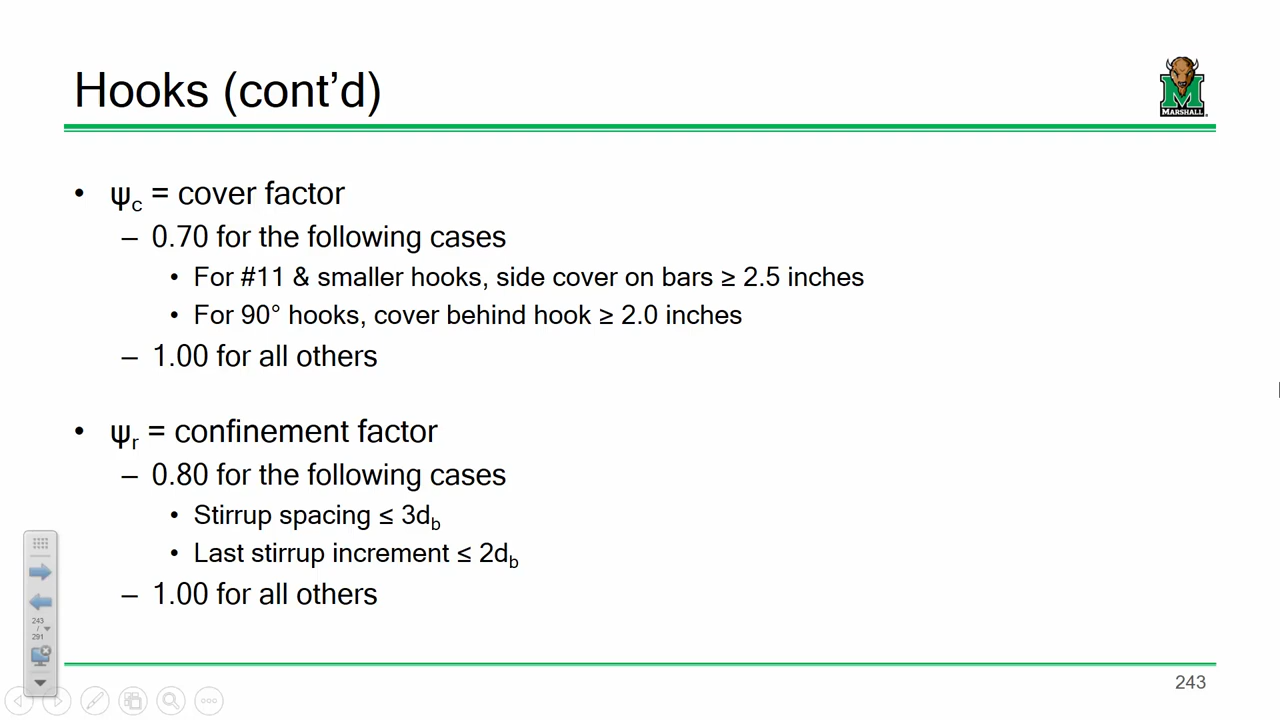 Hooks (cont’d)
MARSHALL
• ψc = cover factor
– 0.70 for the following cases
• For #11 & smaller hooks, side cover on bars ≥ 2.5 inches
• For 90° hooks, cover behind hook ≥ 2.0 inches
– 1.00 for all others
• ψr = confinement factor
– 0.80 for the following cases
• Stirrup spacing ≤ 3db
• Last stirrup increment ≤ 2db
– 1.00 for all others
243
/
291
243